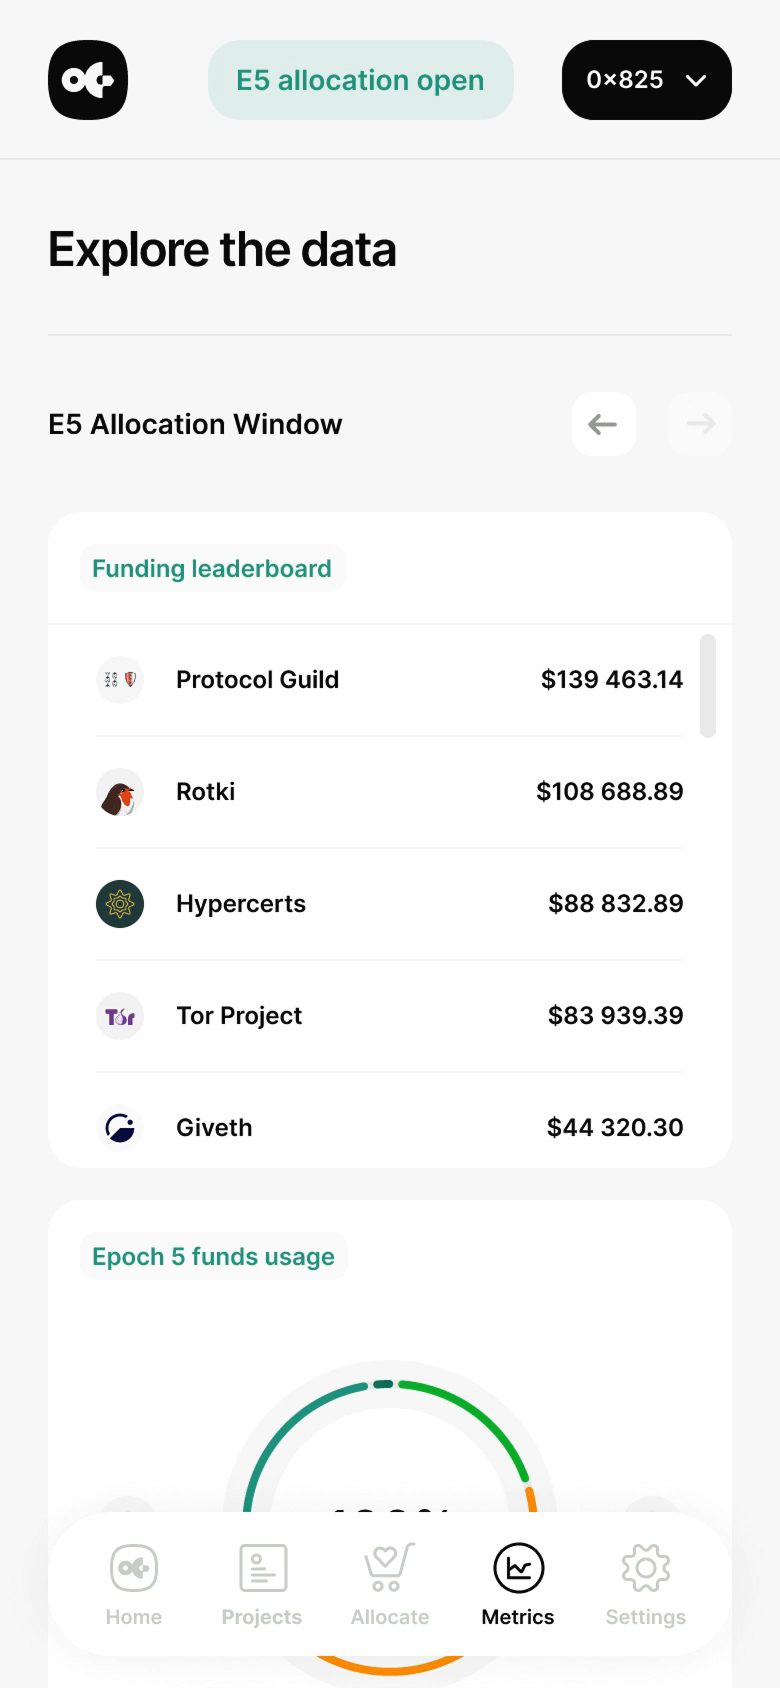 E5 allocation open
0×825
Explore the data
E5 Allocation Window
Funding leaderboard
Protocol Guild $139 463.14
Rotki $108 688.89
Hypercerts $88 832.89
Tor Project $83 939.39
Giveth $44 320.30
Epoch 5 funds usage
Home Projects Allocate Metrics Settings